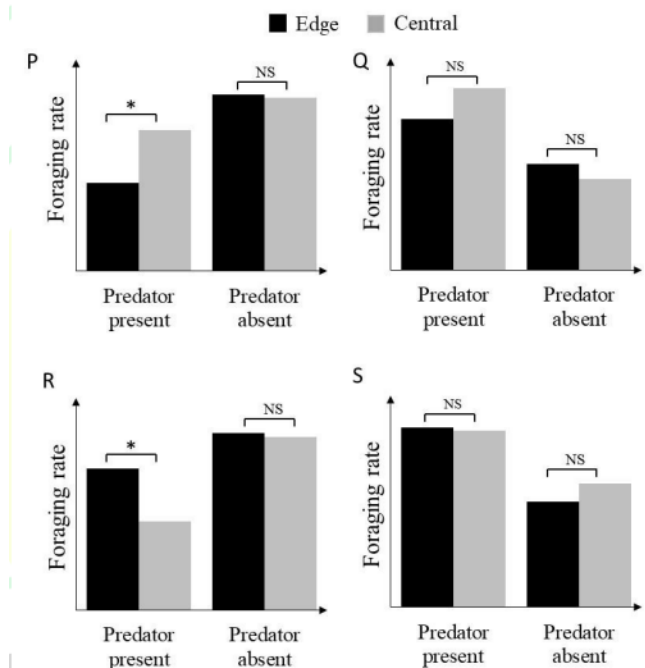 Edge Central
P
Foraging rate
*
NS
Predator present
Predator absent
Q
Foraging rate
NS
NS
Predator present
Predator absent
R
Foraging rate
*
NS
Predator present
Predator absent
S
Foraging rate
NS
NS
Predator present
Predator absent